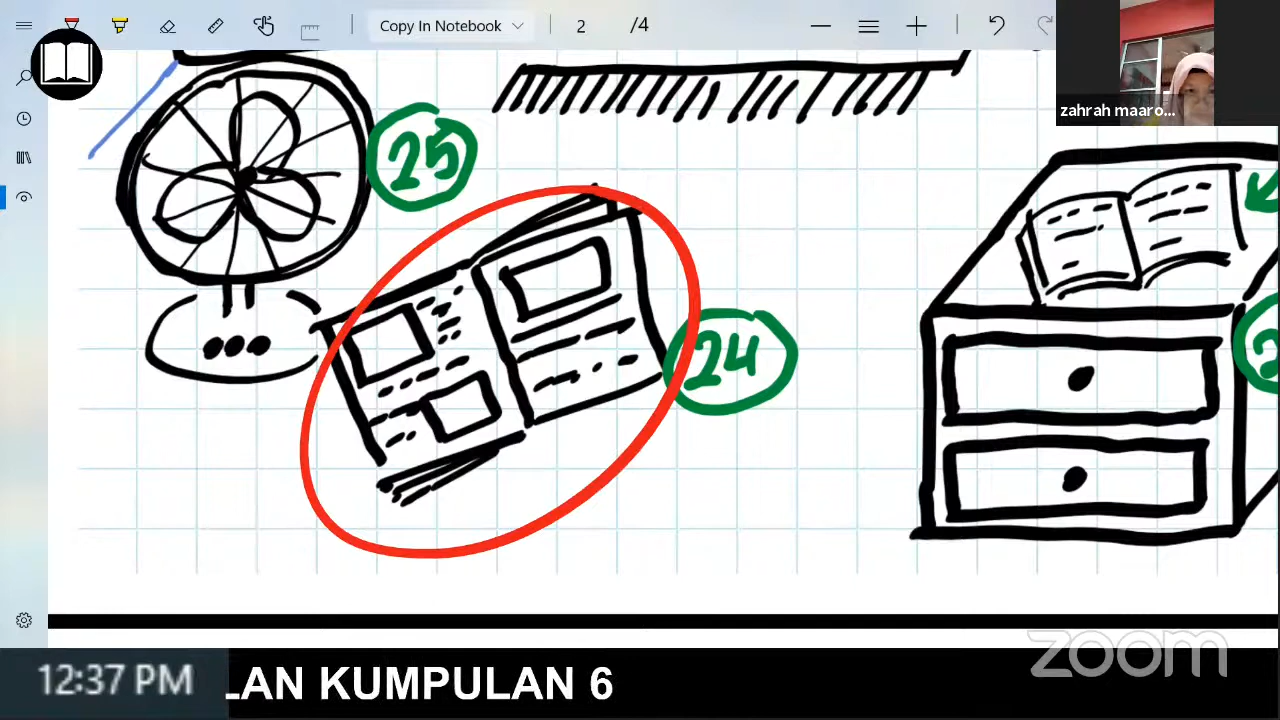 Copy In Notebook 2 /4
zahrah maaro...
25
24
zoom
12:37 PM LAN KUMPULAN 6